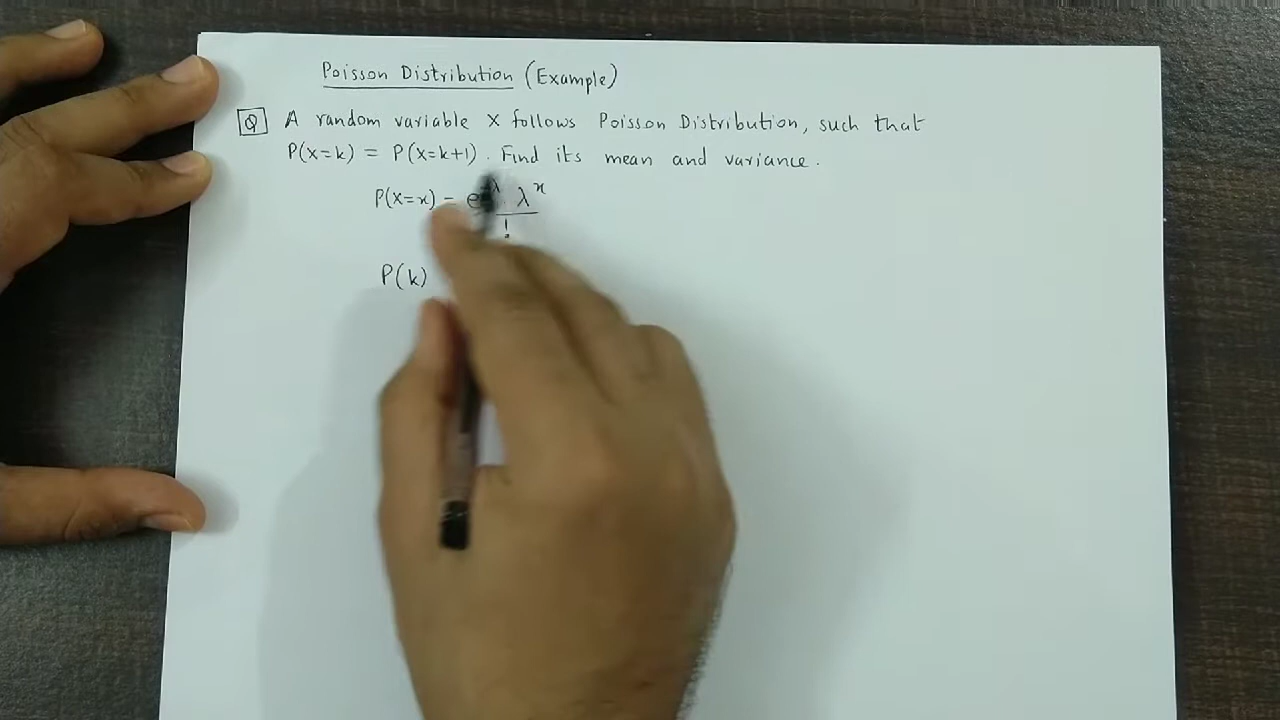 Poisson Distribution (Example)
Q A random variable X follows Poisson Distribution, such that
P(X=k) = P(X=k+1). Find its mean and variance.
P(X=x) = e λ λ^x
!
P(k)